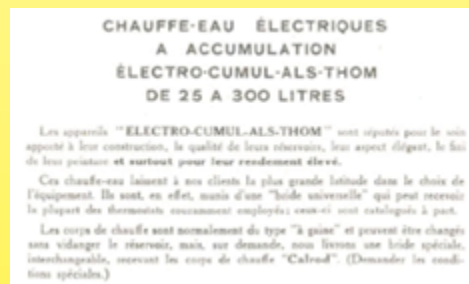 CHAUFFE-EAU ÉLECTRIQUES
A ACCUMULATION
ÉLECTRO-CUMUL-ALS-THOM
DE 25 A 300 LITRES
Les appareils "ÉLECTRO-CUMUL-ALS-THOM" sont réputés pour le soin
apporté à leur construction, la qualité de leurs réservoirs, leur aspect élégant, le fini
de leur peinture et surtout pour leur rendement élevé.
Ces chauffe-eau laissent à nos clients la plus grande latitude dans le choix de
l'équipement. Ils sont, en effet, munis d'une "bride universelle" qui peut recevoir
la plupart des thermostats couramment employés; ceux-ci sont catalogués à part.
Les corps de chauffe sont normalement du type "à gaine" et peuvent être changés
sans vidanger le réservoir, mais, sur demande, nous livrons une bride spéciale,
interchangeable, recevant les corps de chauffe "Calrod". (Demander les condi-
tions spéciales.)